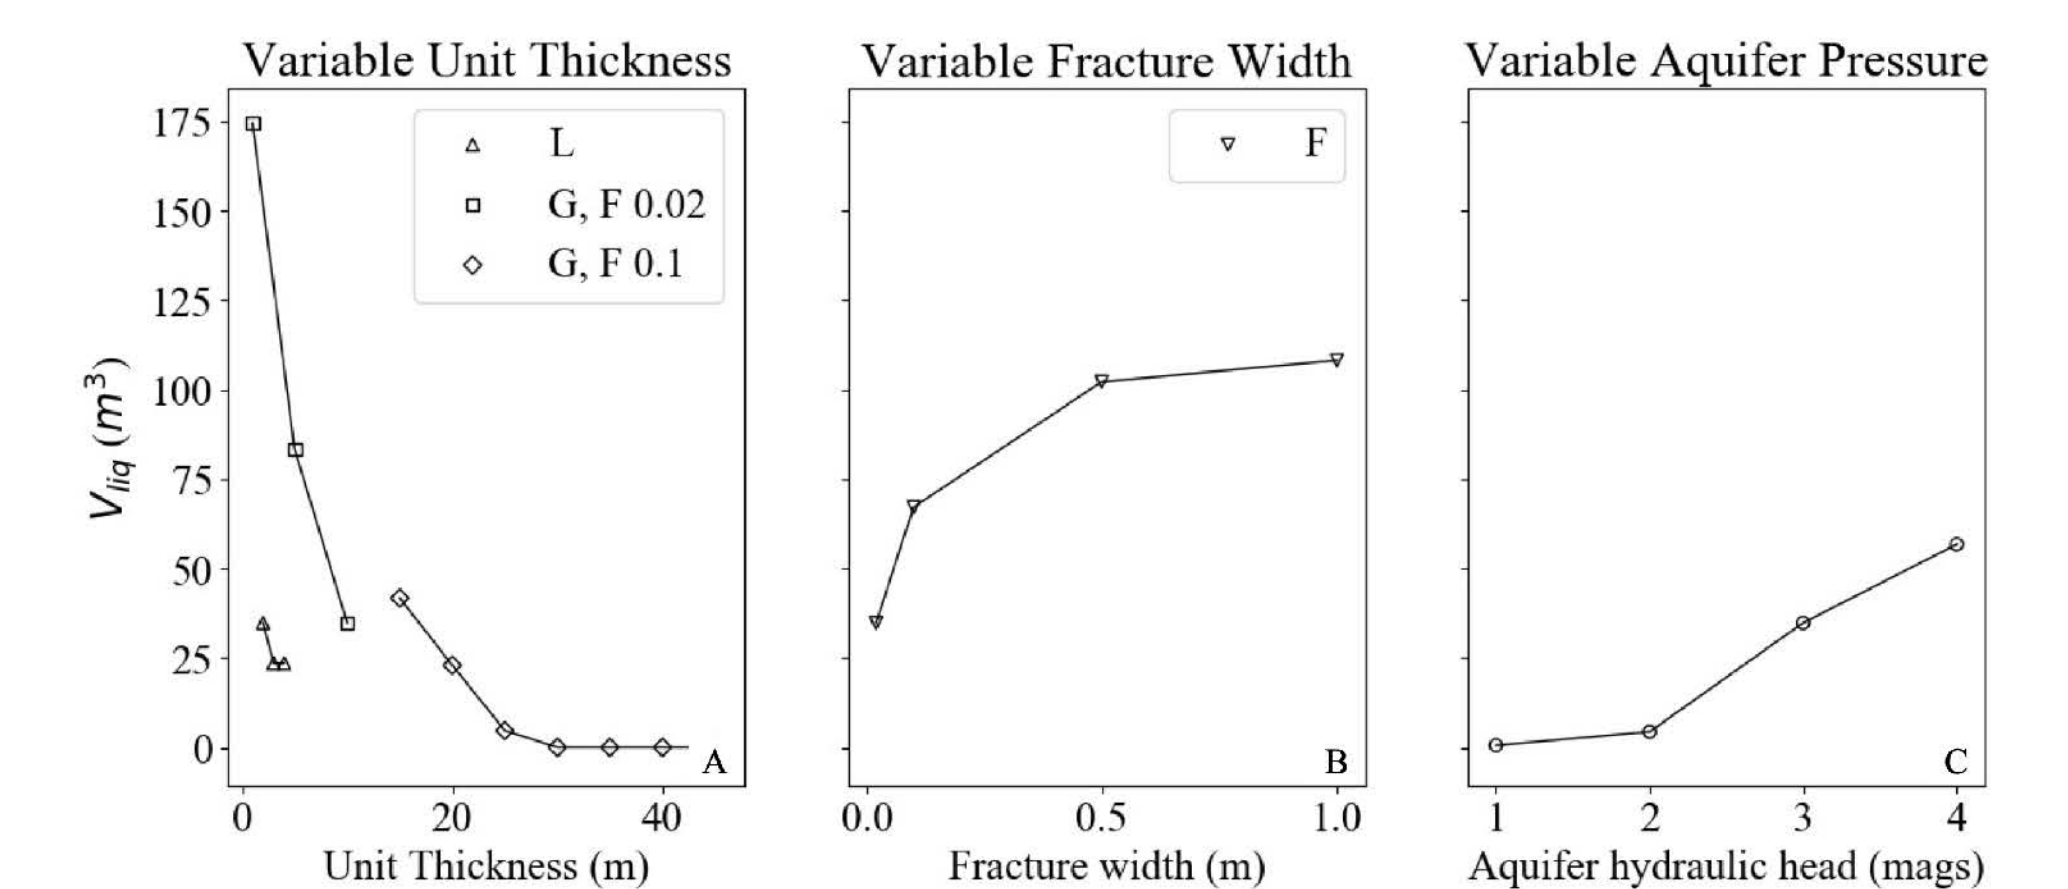 Variable Unit Thickness
175
150
125
100
75
50
25
0
V_liq (m^3)
L
G, F 0.02
G, F 0.1
A
0 20 40
Unit Thickness (m)
Variable Fracture Width
F
B
0.0 0.5 1.0
Fracture width (m)
Variable Aquifer Pressure
C
1 2 3 4
Aquifer hydraulic head (mags)